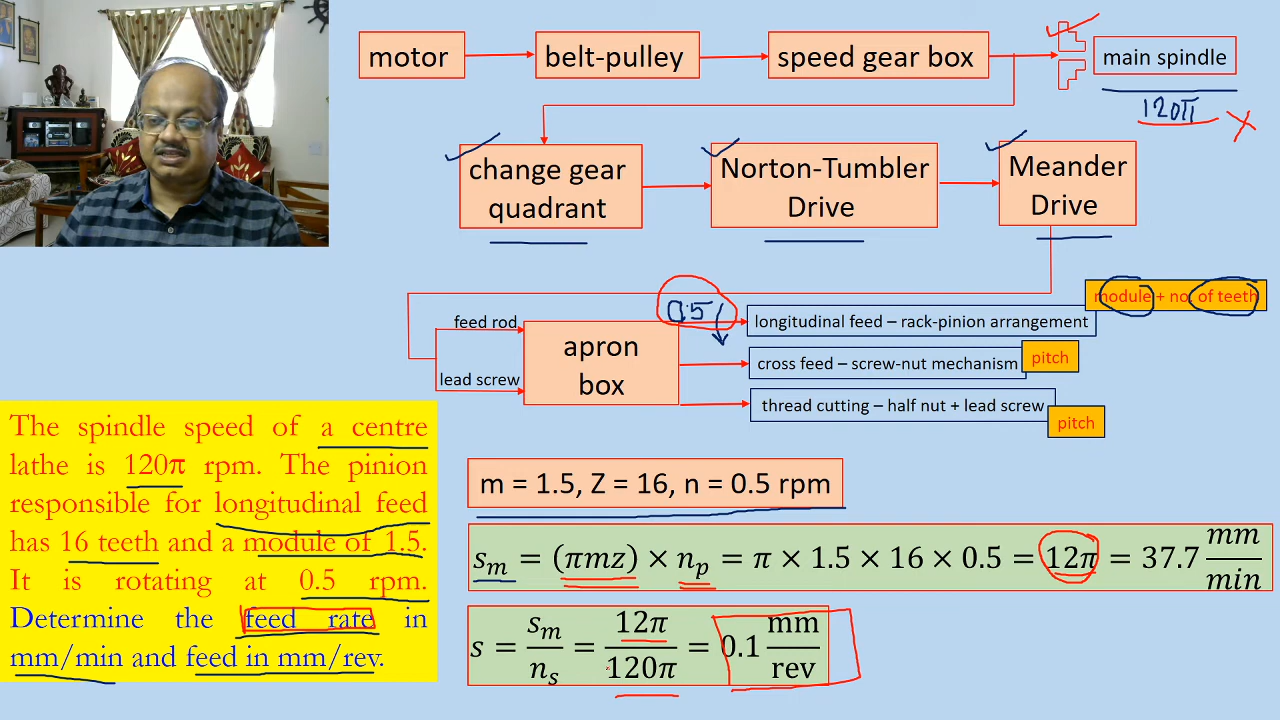 motor
belt-pulley
speed gear box
main spindle
120π
change gear
quadrant
Norton-Tumbler
Drive
Meander
Drive
module + no. of teeth
0.5
feed rod
longitudinal feed – rack-pinion arrangement
apron
box
cross feed – screw-nut mechanism
pitch
lead screw
thread cutting – half nut + lead screw
pitch
The spindle speed of a centre
lathe is 120π rpm. The pinion
responsible for longitudinal feed
has 16 teeth and a module of 1.5.
It is rotating at 0.5 rpm.
Determine the feed rate in
mm/min and feed in mm/rev.
m = 1.5, Z = 16, n = 0.5 rpm
s_m = (πmz) × n_p = π × 1.5 × 16 × 0.5 = 12π = 37.7 mm/min
s = s_m/n_s = 12π/120π = 0.1 mm/rev